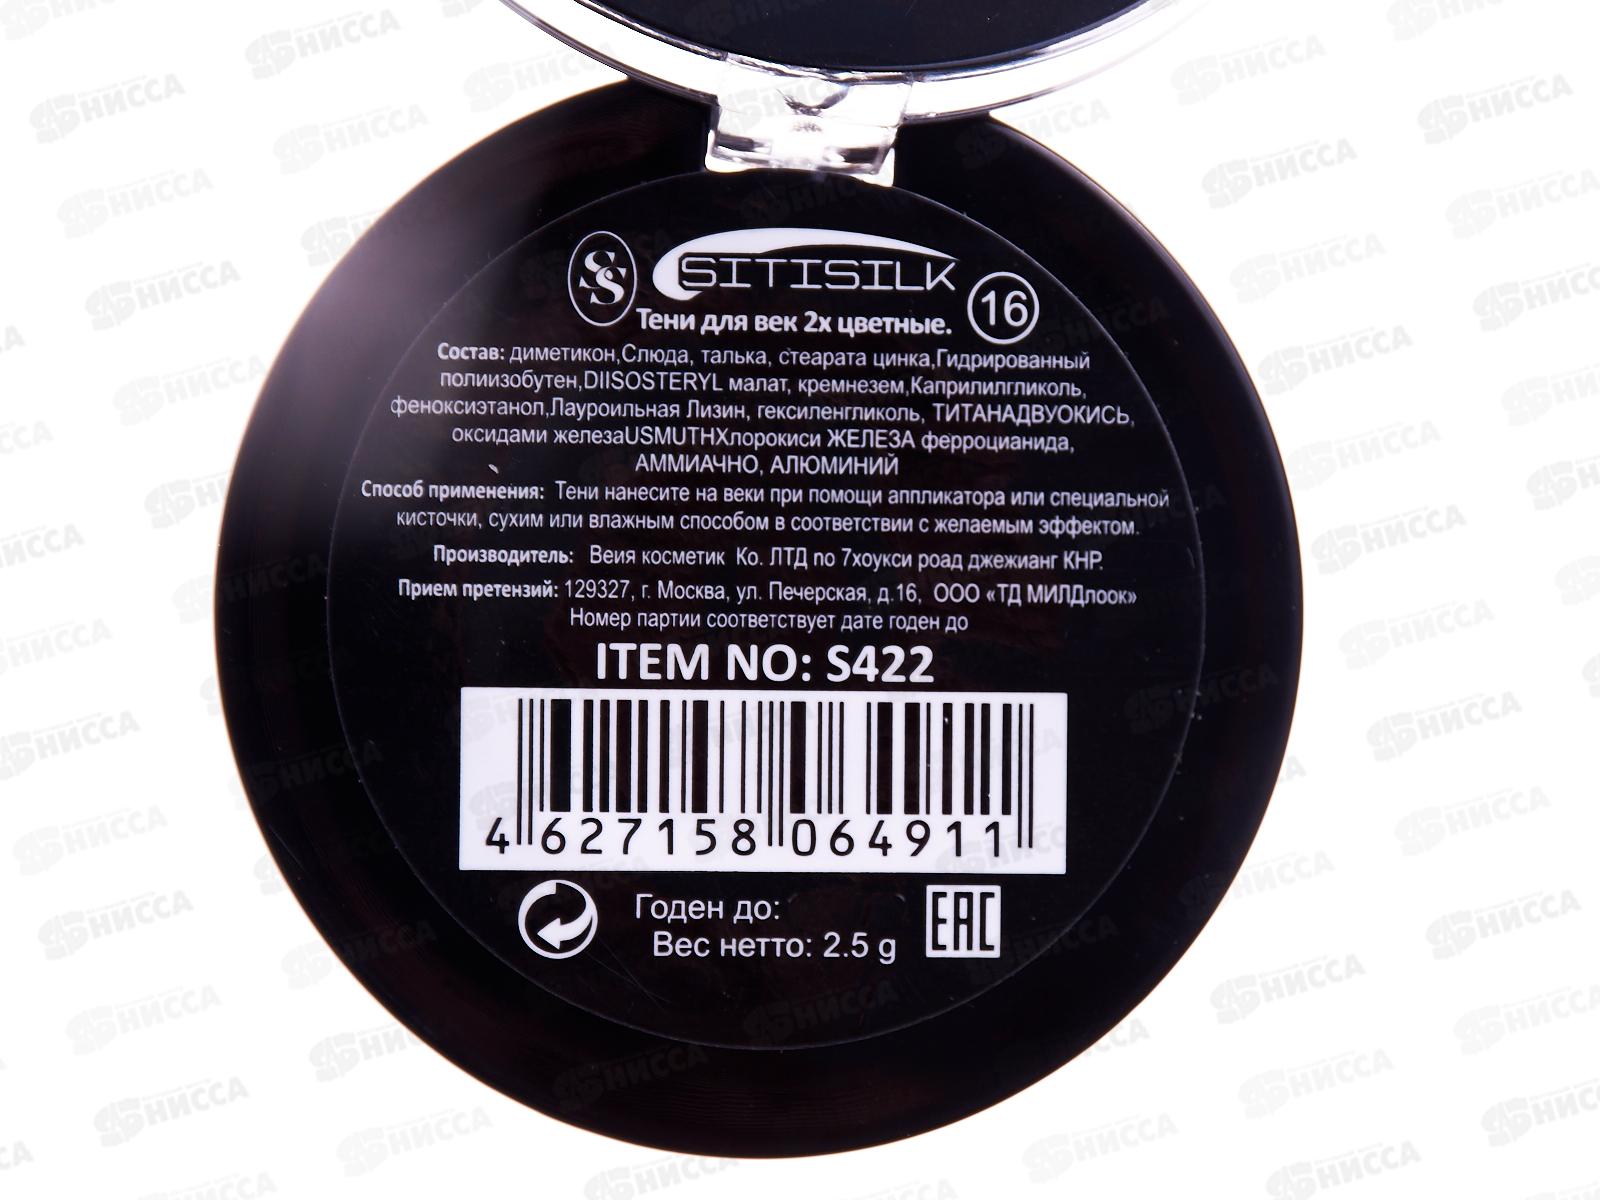 SS SITISILK 16
Тени для век 2х цветные.
Состав: диметикон,Слюда, талька, стеарата цинка,Гидрированный
полиизобутен,DIISOSTERYL малат, кремнезем,Каприлилгликоль,
феноксиэтанол,Лауроильная Лизин, гексиленгликоль, ТИТАНАДВУОКИСЬ,
оксидами железаUSMUTHХлорокиси ЖЕЛЕЗА ферроцианида,
АММИАЧНО, АЛЮМИНИЙ
Способ применения: Тени нанесите на веки при помощи аппликатора или специальной
кисточки, сухим или влажным способом в соответствии с желаемым эффектом.
Производитель: Веия косметик Ко. ЛТД no 7хоукси роад джежианг КНР.
Прием претензий: 129327, г. Москва, ул. Печерская, д.16, ООО «ТД МИЛДлоок»
Номер партии соответствует дате годен до
ITEM NO: S422
4 627158 064911
Годен до:
Вес нетто: 2.5 g
EAC
НИССА